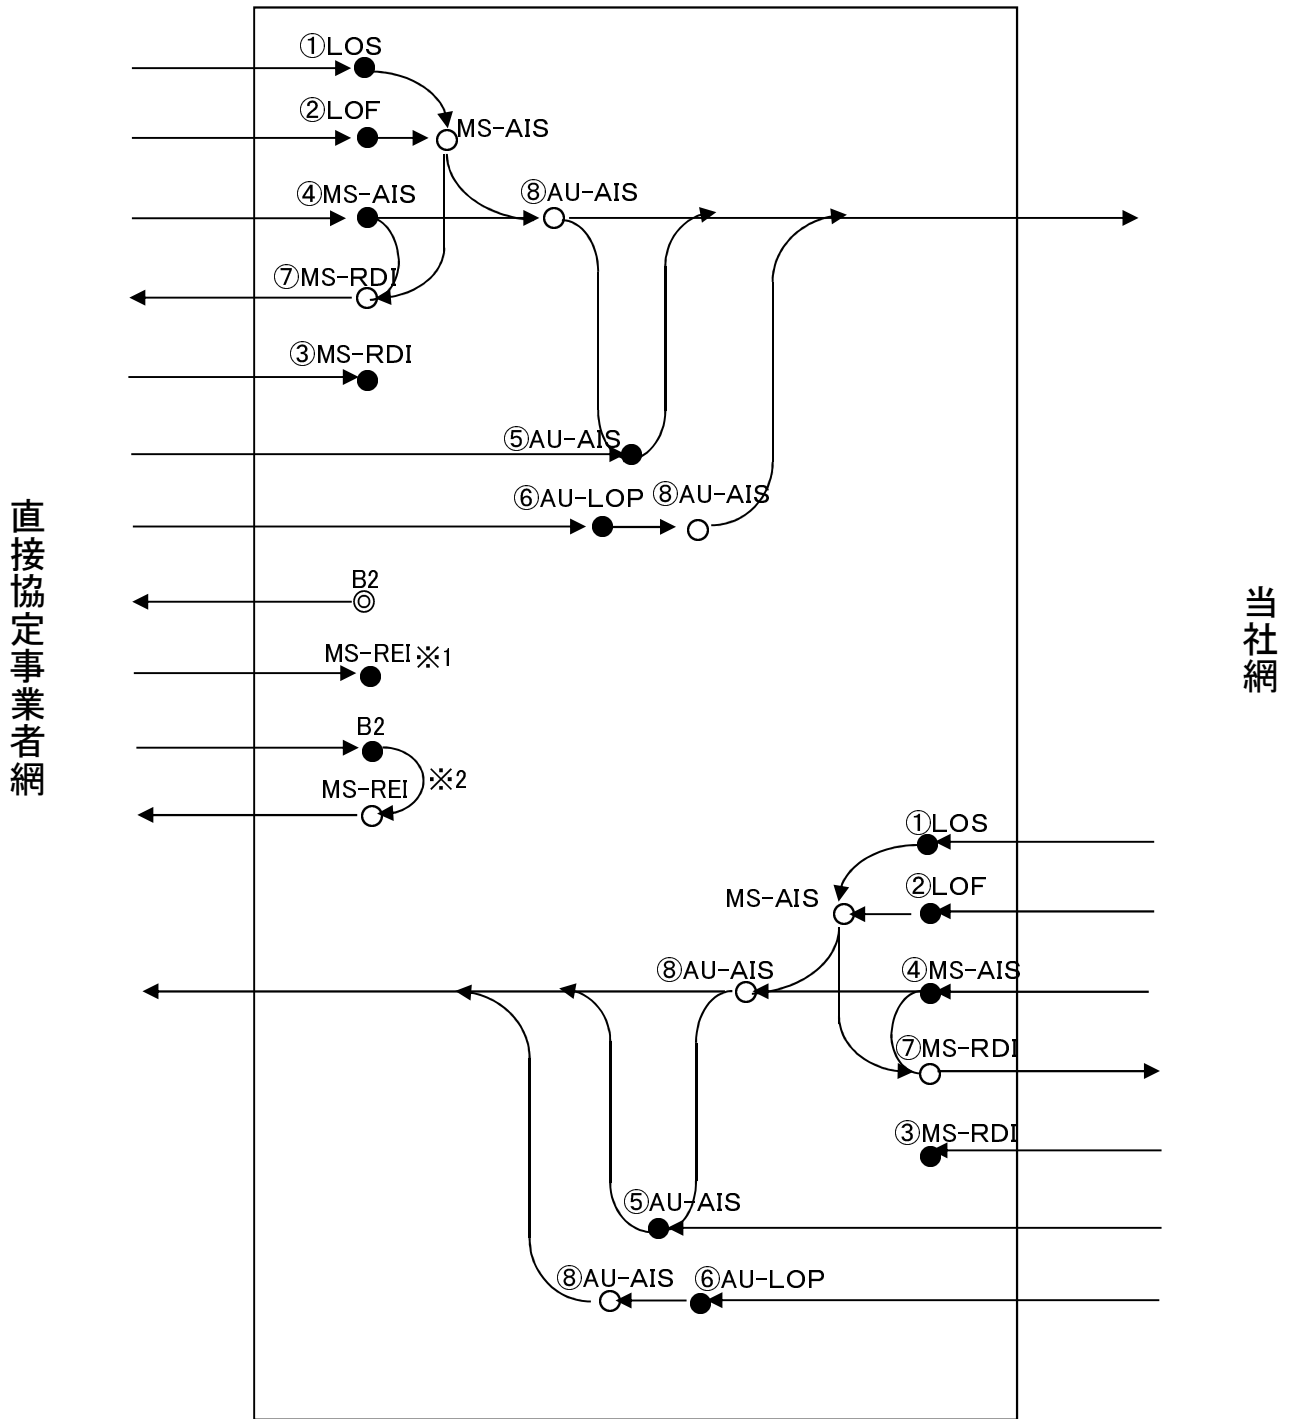 ①LOS
②LOF
MS-AIS
④MS-AIS
⑧AU-AIS
⑦MS-RDI
③MS-RDI
⑤AU-AIS
⑥AU-LOP
⑧AU-AIS
直接協定事業者網
B2
当社網
MS-REI※1
B2
※2
MS-REI
①LOS
②LOF
MS-AIS
⑧AU-AIS
④MS-AIS
⑦MS-RDI
③MS-RDI
⑤AU-AIS
⑧AU-AIS
⑥AU-LOP